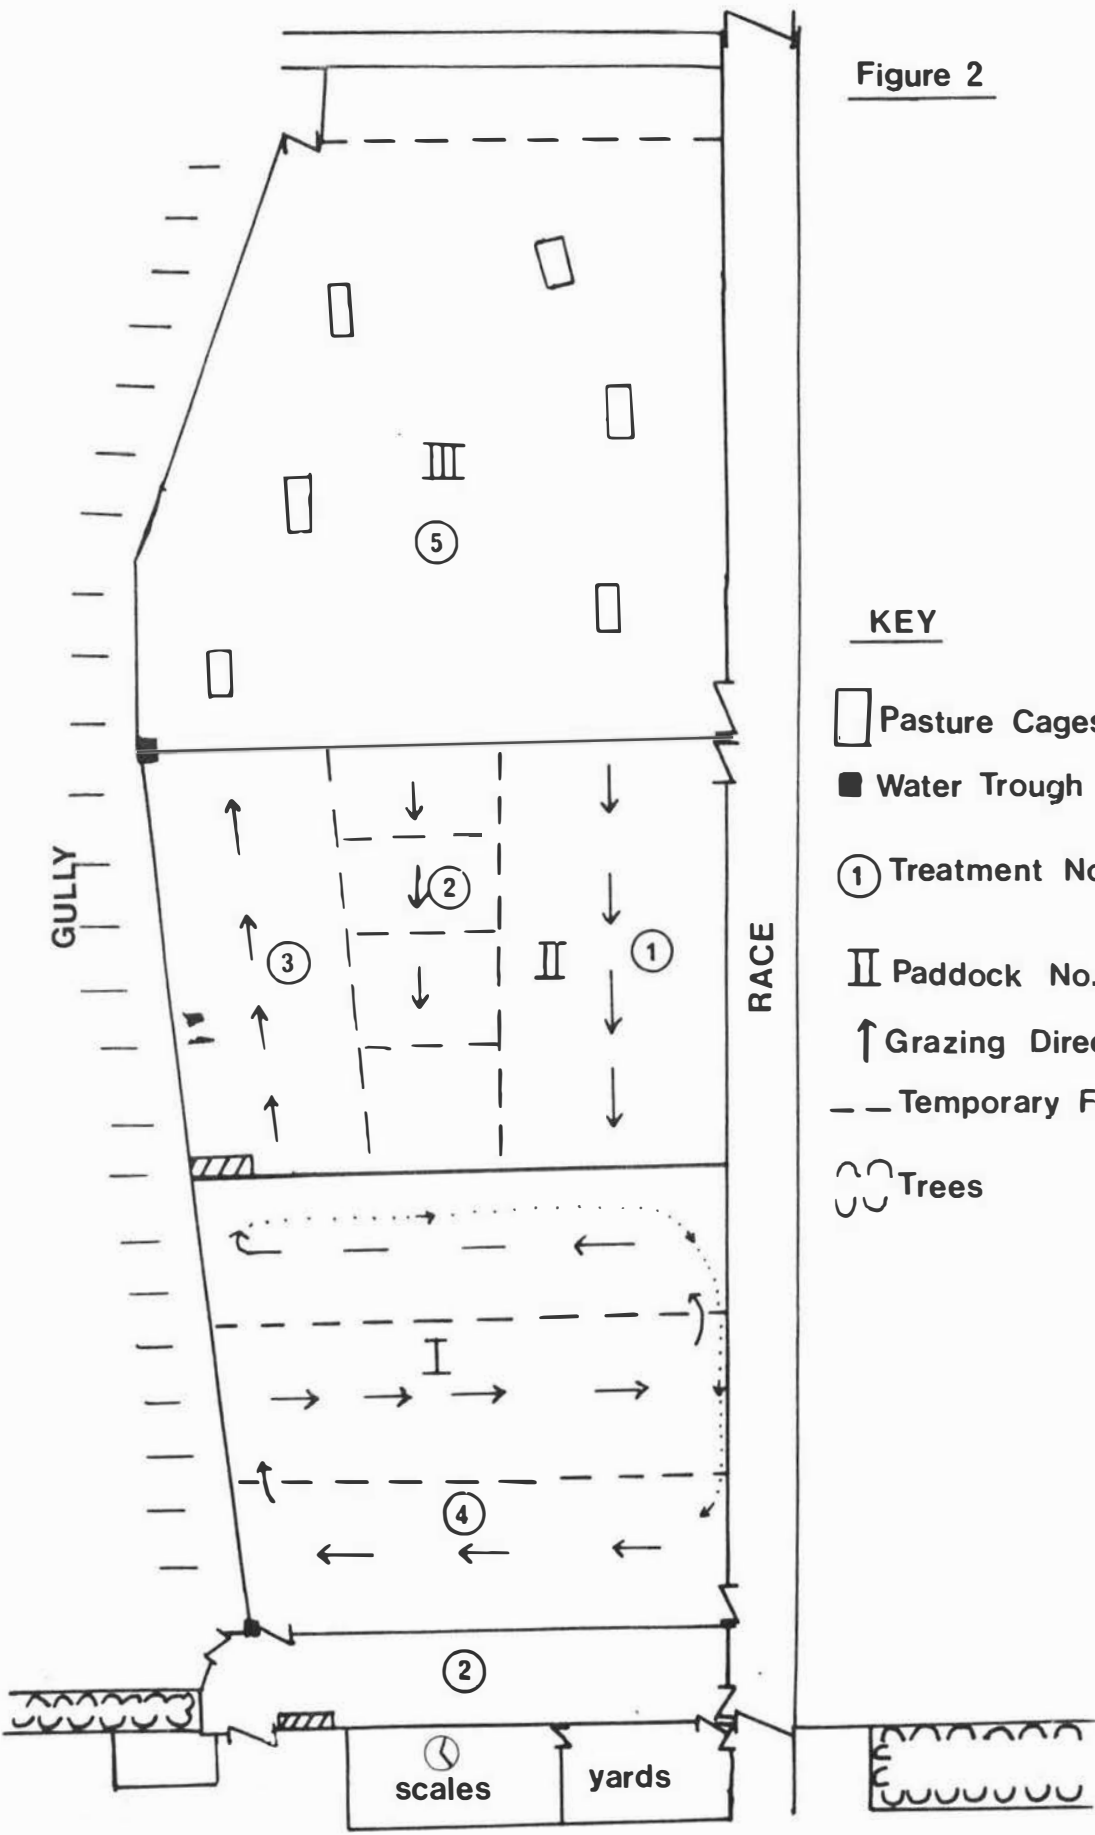 Figure 2
III
5
KEY
Pasture Cages
Water Trough
1 Treatment No
II Paddock No.
Grazing Direc
Temporary F
Trees
GULLY
RACE
2
3
II
1
I
4
2
scales
yards